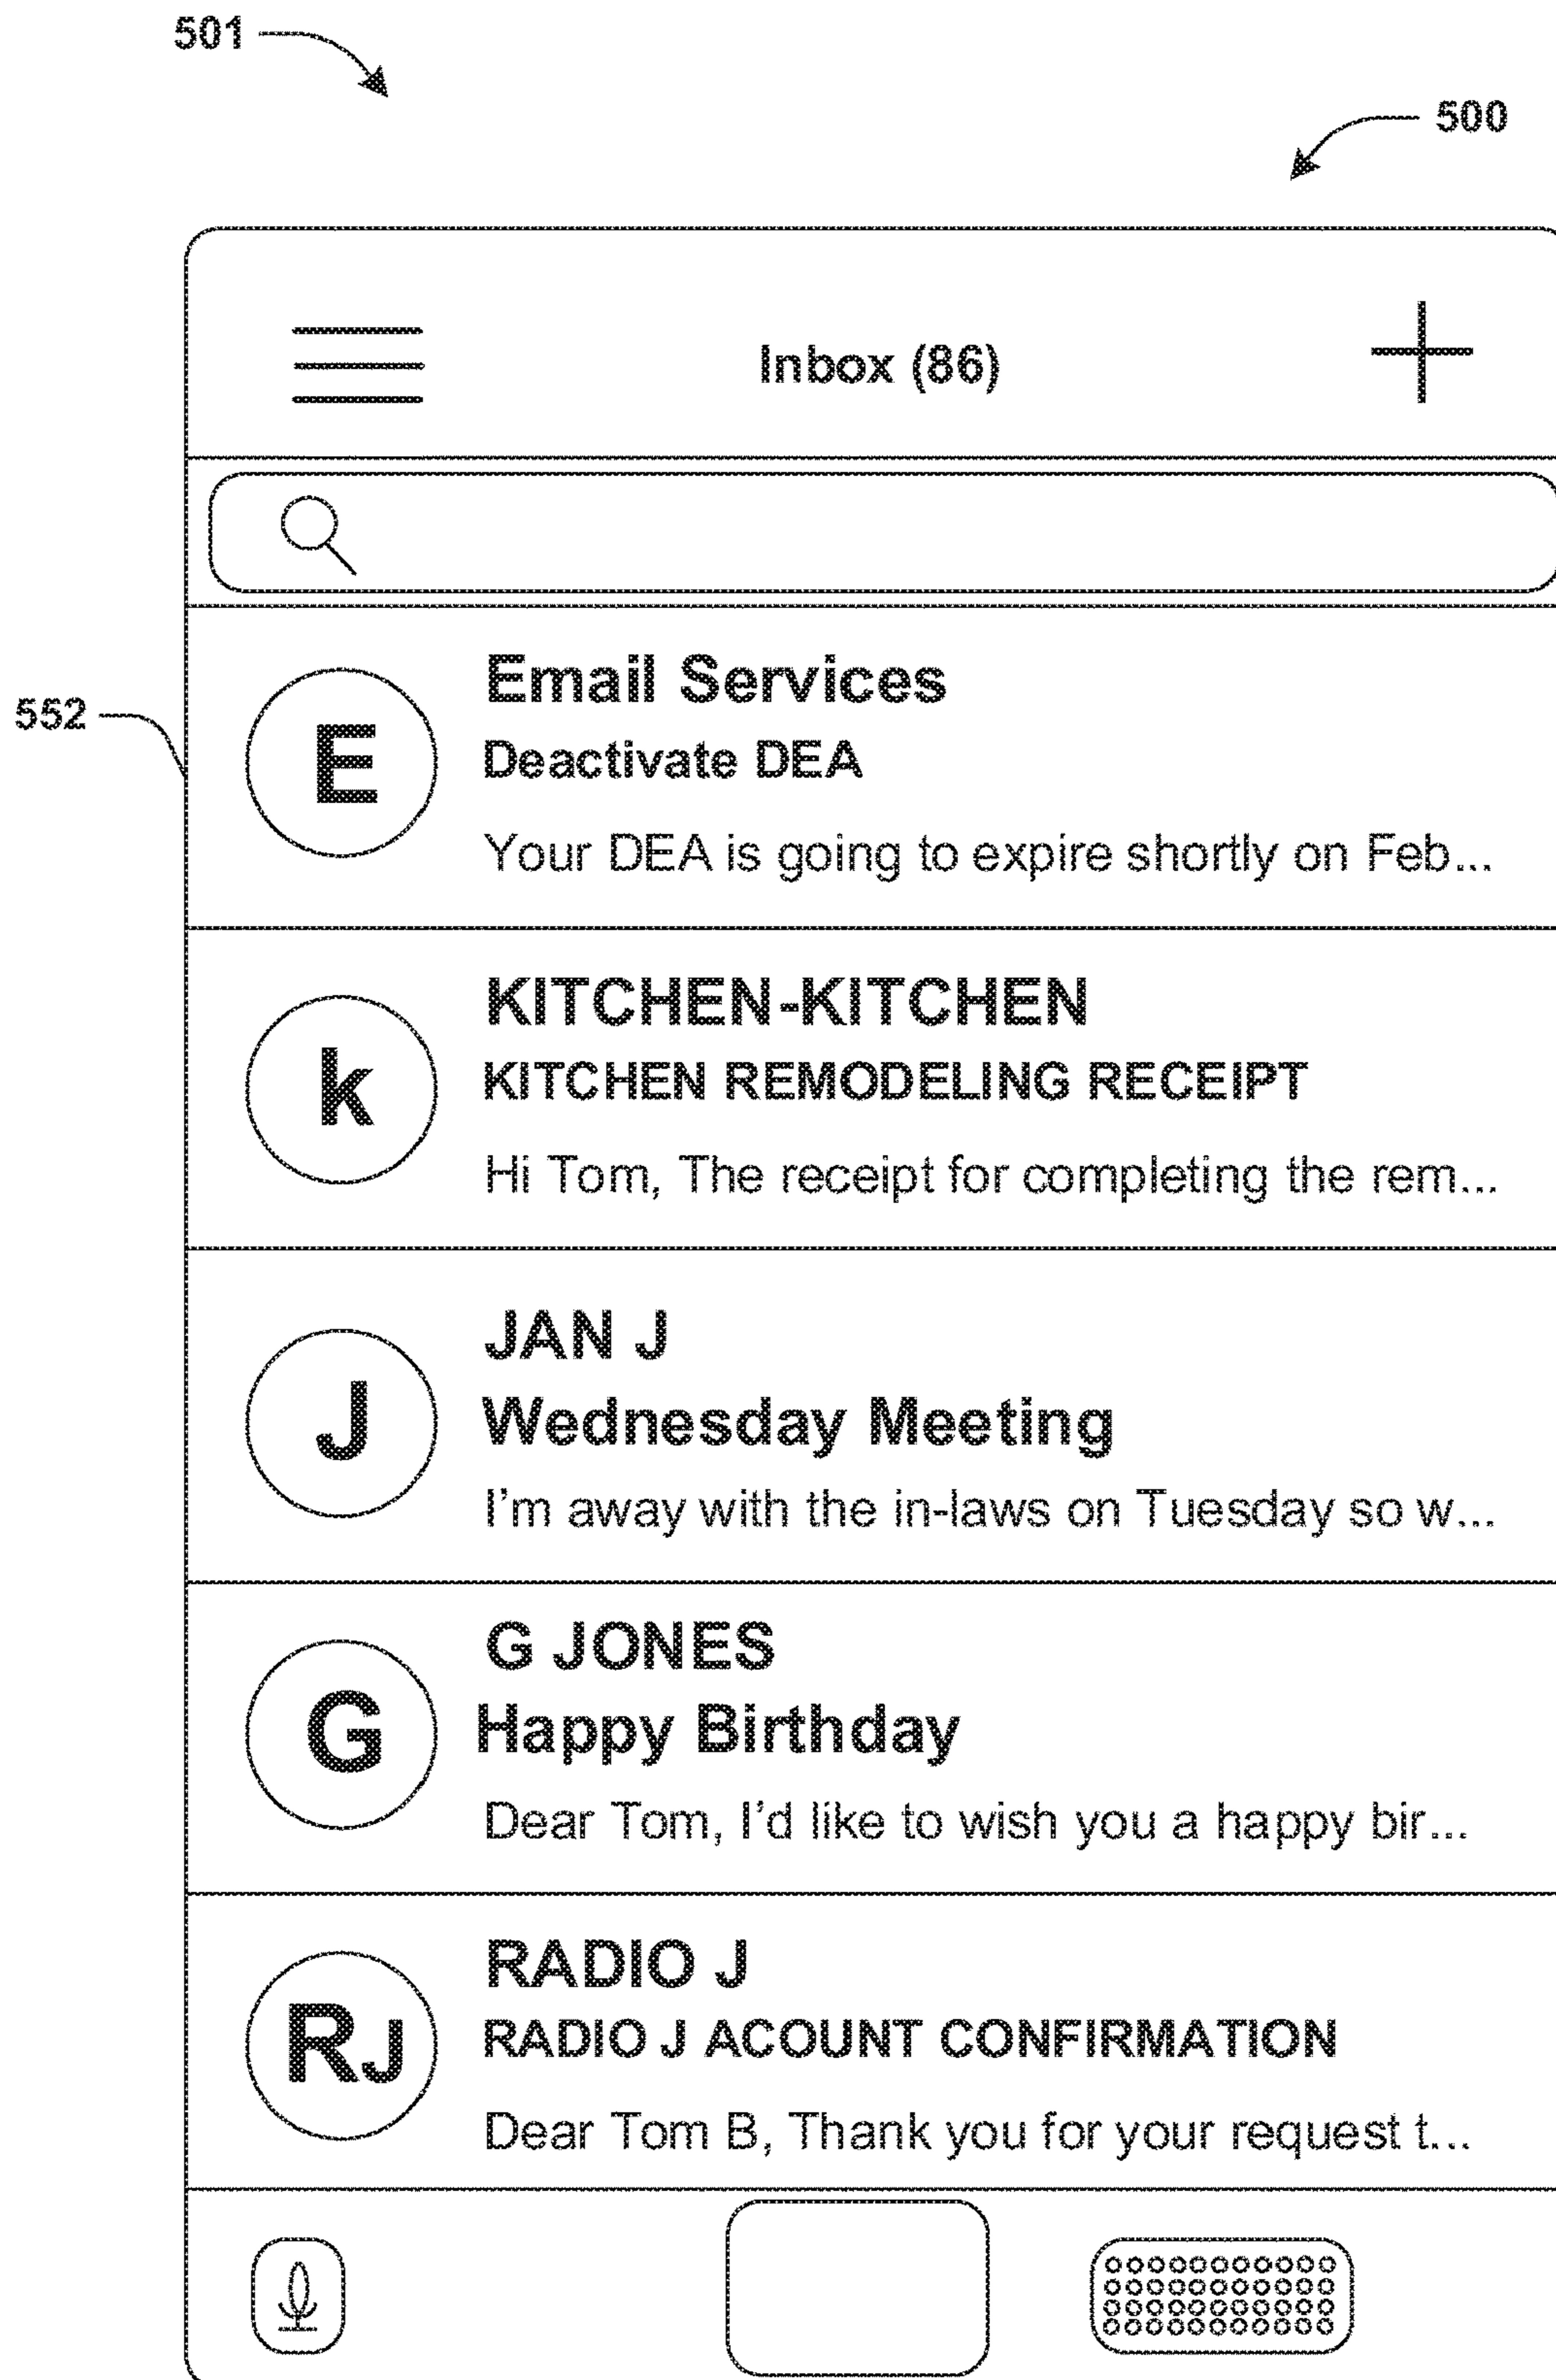 501
500
Inbox (86)
552
E
Email Services
Deactivate DEA
Your DEA is going to expire shortly on Feb...
k
KITCHEN-KITCHEN
KITCHEN REMODELING RECEIPT
Hi Tom, The receipt for completing the rem...
J
JAN J
Wednesday Meeting
I'm away with the in-laws on Tuesday so w...
G
G JONES
Happy Birthday
Dear Tom, I'd like to wish you a happy bir...
RJ
RADIO J
RADIO J ACOUNT CONFIRMATION
Dear Tom B, Thank you for your request t...